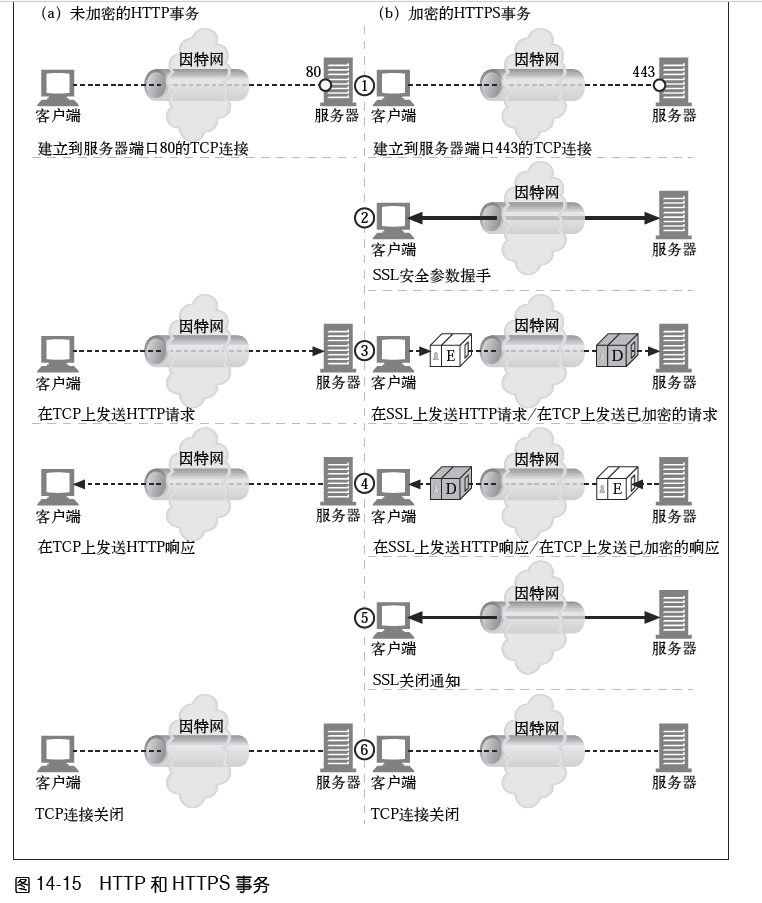 (a) 未加密的HTTP事务
(b) 加密的HTTPS事务
因特网
80
客户端
服务器
建立到服务器端口80的TCP连接
1
因特网
443
客户端
服务器
建立到服务器端口443的TCP连接
2
因特网
客户端
服务器
SSL安全参数握手
因特网
客户端
服务器
在TCP上发送HTTP请求
3
因特网
E
D
客户端
服务器
在SSL上发送HTTP请求/在TCP上发送已加密的请求
因特网
客户端
服务器
在TCP上发送HTTP响应
4
因特网
D
E
客户端
服务器
在SSL上发送HTTP响应/在TCP上发送已加密的响应
5
因特网
客户端
服务器
SSL关闭通知
因特网
客户端
服务器
TCP连接关闭
6
因特网
客户端
服务器
TCP连接关闭
图 14-15 HTTP 和 HTTPS 事务